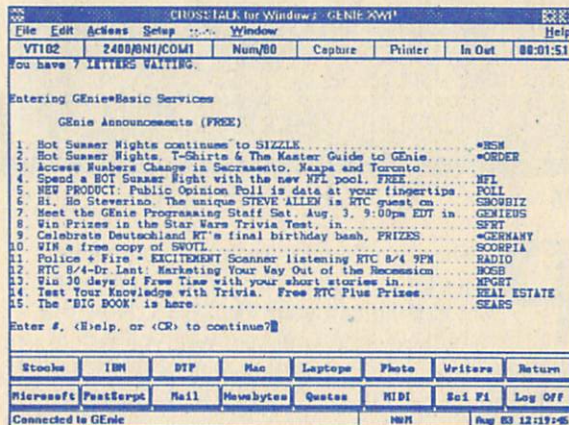 CROSSTALK for Windows - GENIE.XWP
File Edit Actions Setup Window Help
VT102 2400/8N1/COM1 Num/80 Capture Printer In Out 00:01:51
You have 7 LETTERS WAITING.
Entering GEnie*Basic Services
GEnie Announcements (FREE)
1. Hot Summer Nights continues to SIZZLE.....................*HSN
2. Hot Summer Nights, T-Shirts & The Master Guide to GEnie.....*ORDER
3. Access Numbers Change in Sacramento, Nampa and Toronto......
4. Spend a HOT Summer Night with the new NFL pool. FREE........NFL
5. NEW PRODUCT: Public Opinion Poll is data @ your fingertips..POLL
6. Hi, Ho Steverino. The unique STEVE ALLEN is RTC guest on....SHOWBIZ
7. Meet the GEnie Programming Staff Sat. Aug. 3, 9:00pm EDT in..GENIEUS
8. Win Prizes in the Star Wars Trivia Test, in.................SFRT
9. Celebrate Deutschland RT's final birthday bash, PRIZES......*GERMANY
10. WIN a free copy of SWOTL...................................SCORPIA
11. Police + Fire = EXCITEMENT Scanner listening RTC 8/4 9PM...RADIO
12. RTC 8/4-Dr.Lant: Marketing Your Way Out of the Recession...HOSB
13. Win 30 days of Free Time with your short stories in........MPGRT
14. Test Your Knowledge with Trivia. Free RTC Plus Prizes......REAL ESTATE
15. The "BIG BOOK" is here.....................................SEARS
Enter #, <H>elp, or <CR> to continue?
Stocks IBM DTP Mac Laptops Photo Writers Return
Microsoft PostScrpt Mail Newsbytes Quotes MIDI Sci Fi Log Off
Connected to GEnie NUM Aug 03 12:19:45